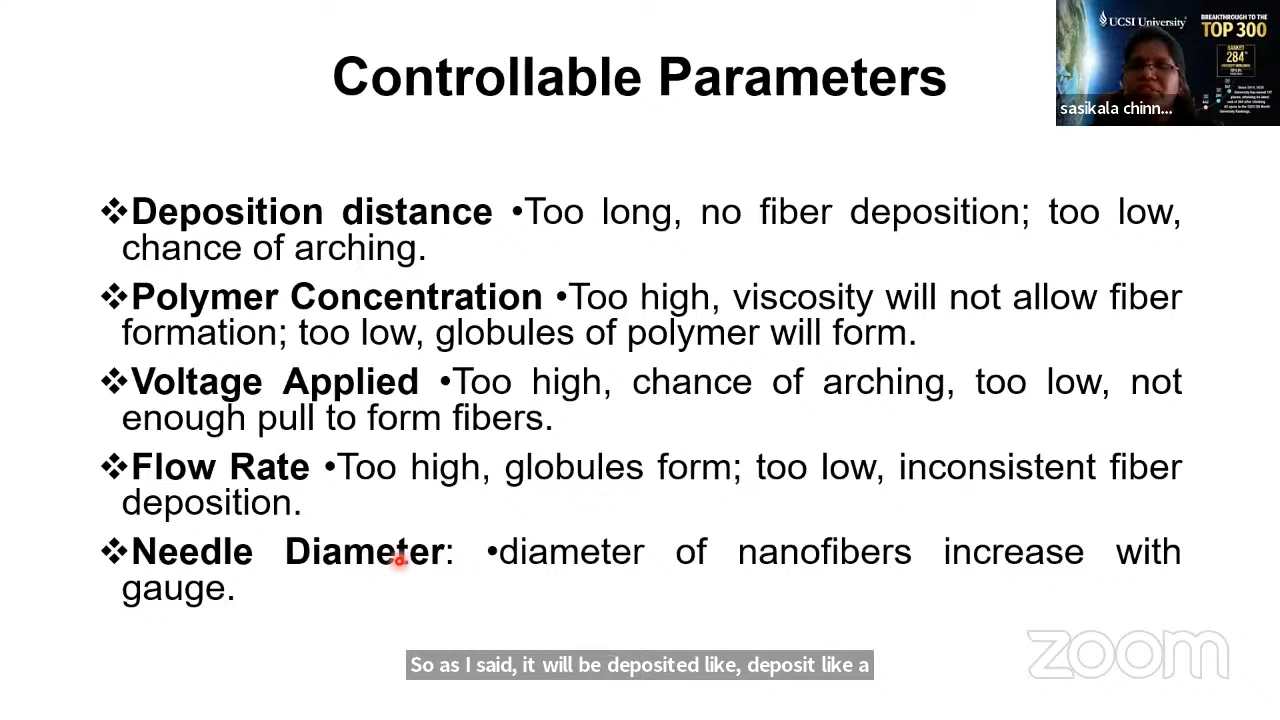 Controllable Parameters
UCSI University
BREAKTHROUGH TO THE
TOP 300
RANKED
284
sasikala chinn...
❖Deposition distance •Too long, no fiber deposition; too low,
chance of arching.
❖Polymer Concentration •Too high, viscosity will not allow fiber
formation; too low, globules of polymer will form.
❖Voltage Applied •Too high, chance of arching, too low, not
enough pull to form fibers.
❖Flow Rate •Too high, globules form; too low, inconsistent fiber
deposition.
❖Needle Diameter: •diameter of nanofibers increase with
gauge.
So as I said, it will be deposited like, deposit like a
zoom